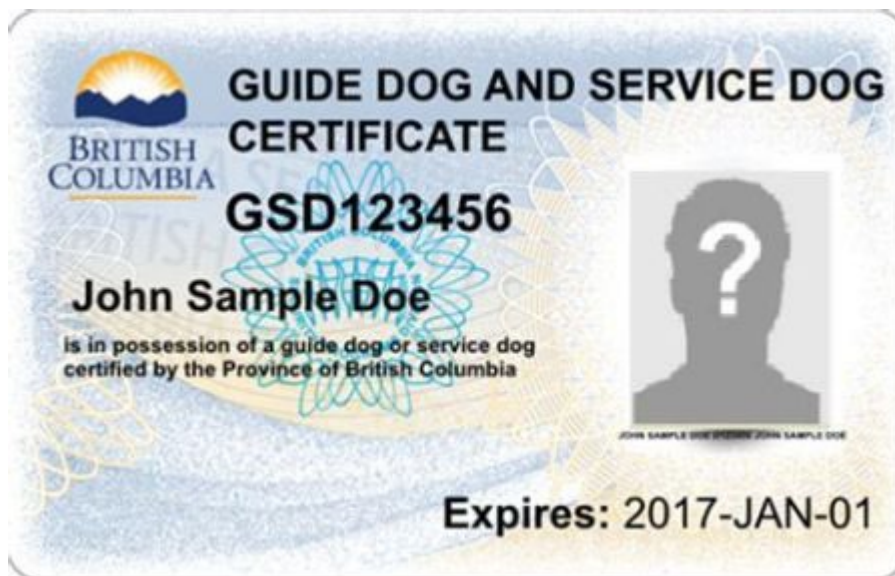 GUIDE DOG AND SERVICE DOG
CERTIFICATE
BRITISH
COLUMBIA
GSD123456
John Sample Doe
is in possession of a guide dog or service dog
certified by the Province of British Columbia
?
Expires: 2017-JAN-01